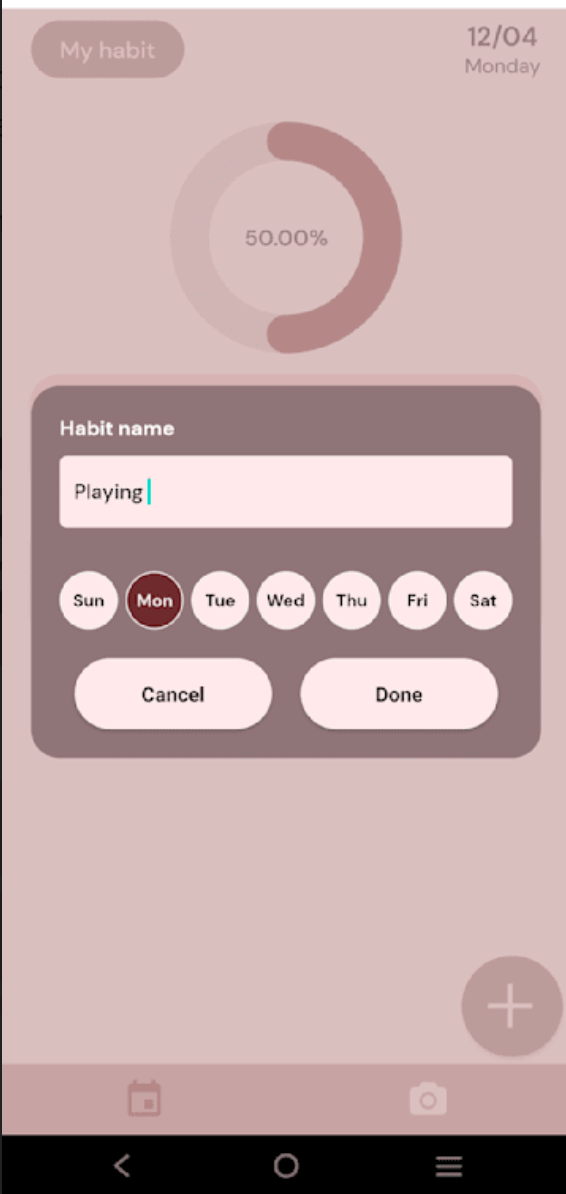 My habit
12/04
Monday
50.00%
Habit name
Playing
Sun Mon Tue Wed Thu Fri Sat
Cancel Done